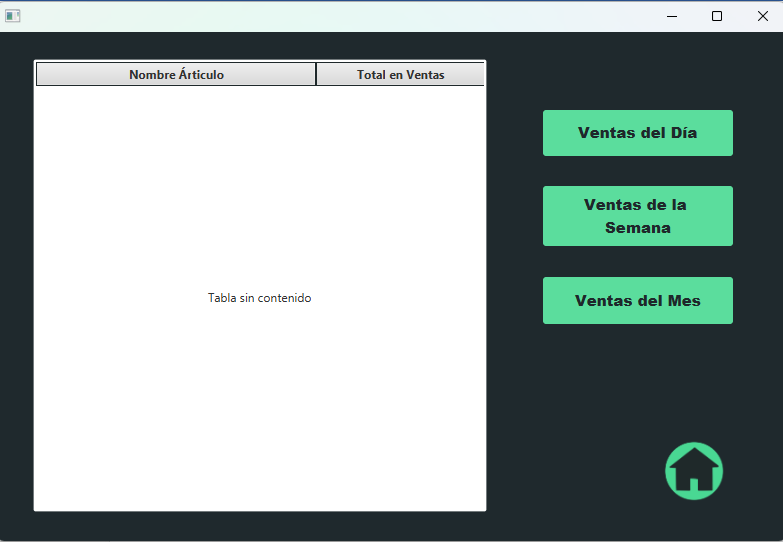 Nombre Árticulo Total en Ventas
Ventas del Día
Ventas de la
Semana
Tabla sin contenido
Ventas del Mes